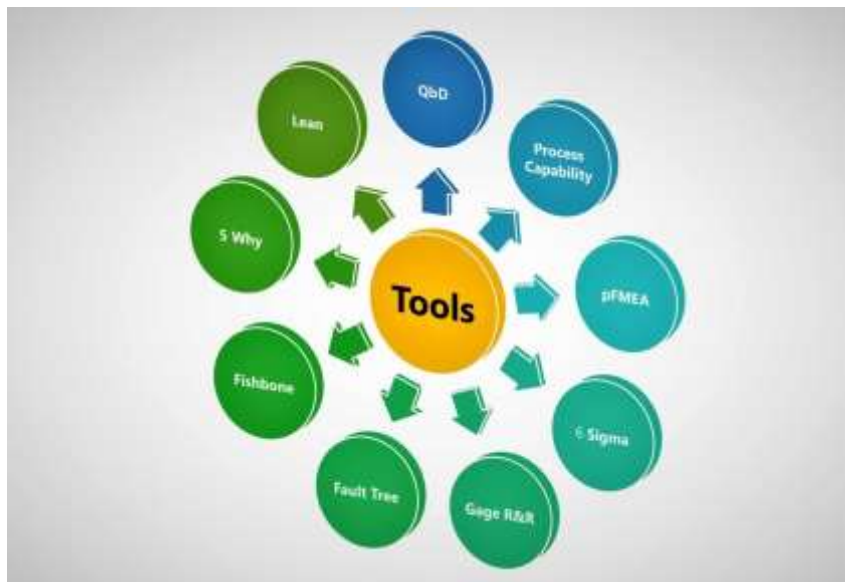 QbD
Process
Capability
pFMEA
6 Sigma
Gage R&R
Fault Tree
Fishbone
5 Why
Lean
Tools